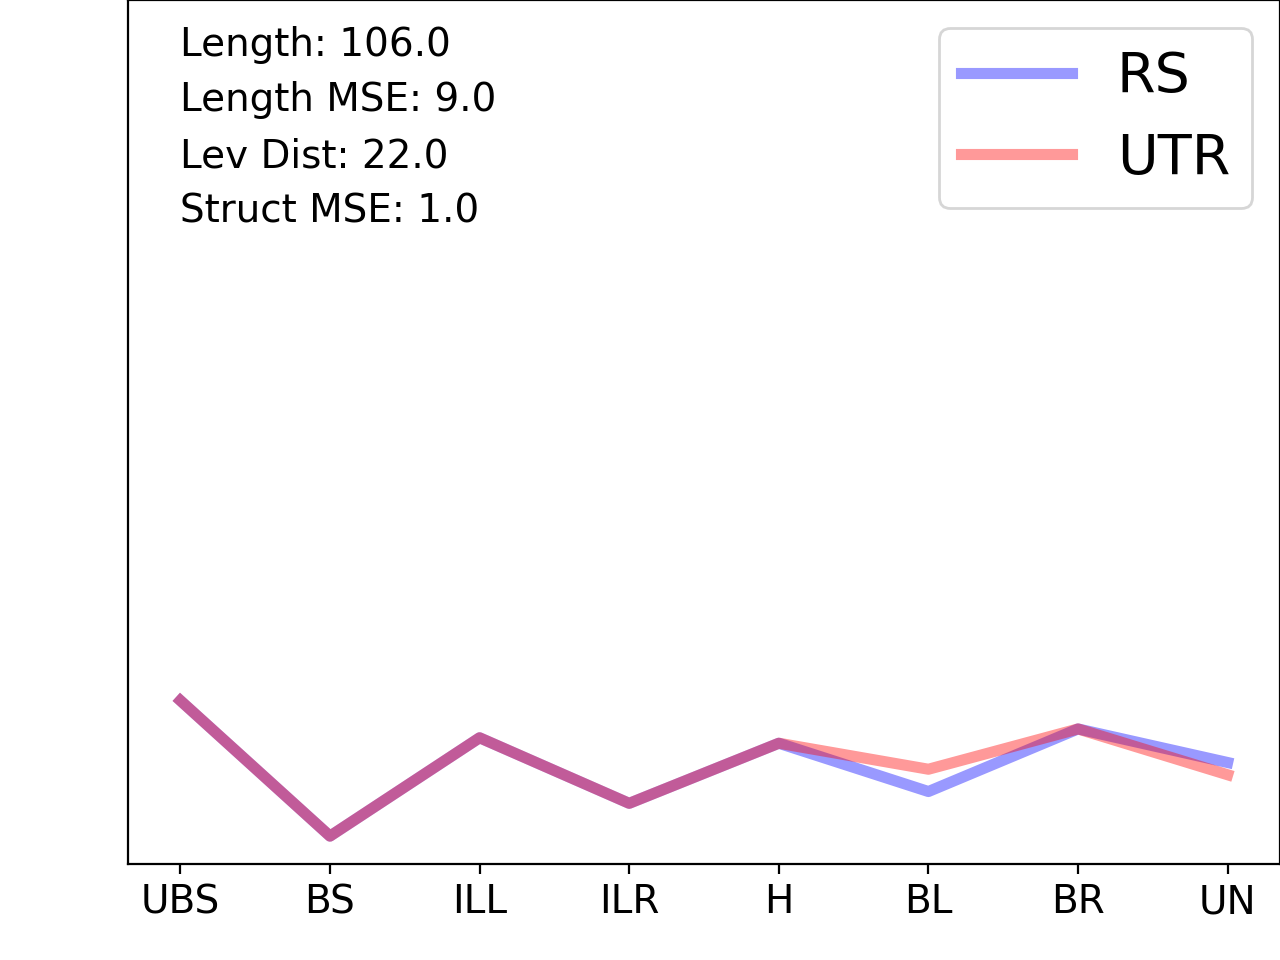 Length: 106.0
Length MSE: 9.0
Lev Dist: 22.0
Struct MSE: 1.0
RS
UTR
UBS BS ILL ILR H BL BR UN